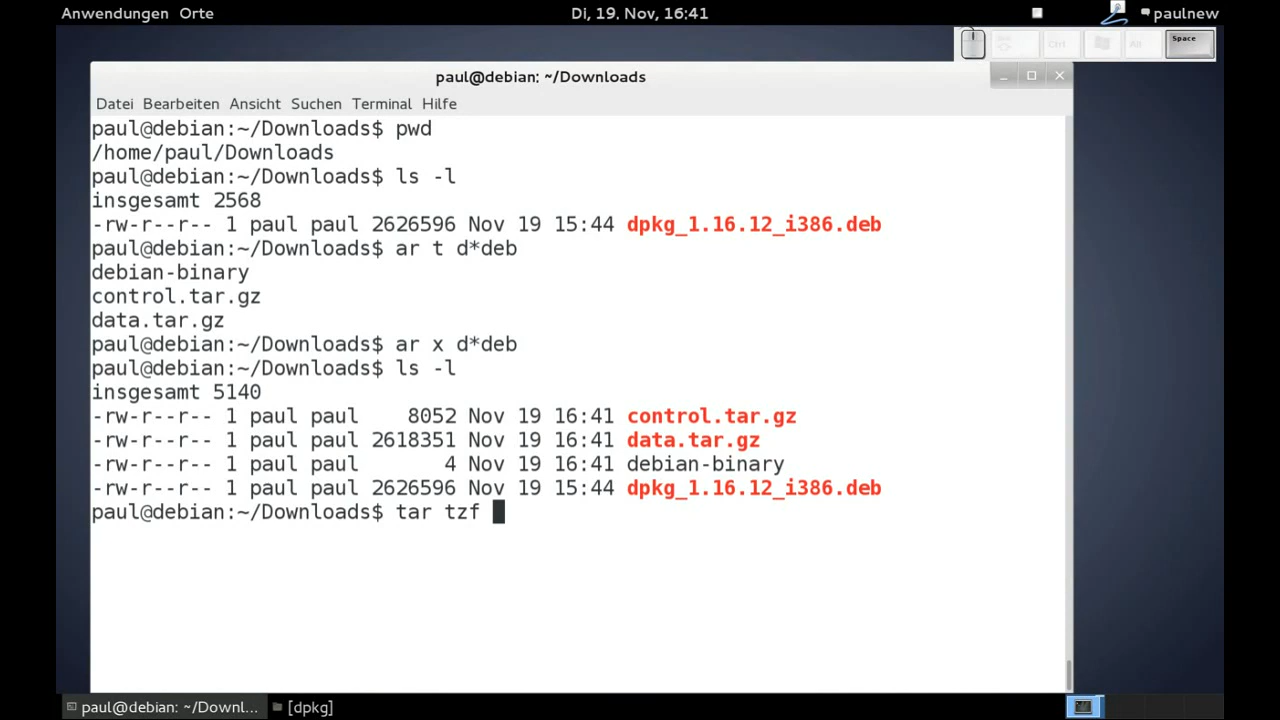 Anwendungen Orte Di, 19. Nov, 16:41 paulnew
Ctrl Alt Space
paul@debian: ~/Downloads
Datei Bearbeiten Ansicht Suchen Terminal Hilfe
paul@debian:~/Downloads$ pwd
/home/paul/Downloads
paul@debian:~/Downloads$ ls -l
insgesamt 2568
-rw-r--r-- 1 paul paul 2626596 Nov 19 15:44 dpkg_1.16.12_i386.deb
paul@debian:~/Downloads$ ar t d*deb
debian-binary
control.tar.gz
data.tar.gz
paul@debian:~/Downloads$ ar x d*deb
paul@debian:~/Downloads$ ls -l
insgesamt 5140
-rw-r--r-- 1 paul paul    8052 Nov 19 16:41 control.tar.gz
-rw-r--r-- 1 paul paul 2618351 Nov 19 16:41 data.tar.gz
-rw-r--r-- 1 paul paul       4 Nov 19 16:41 debian-binary
-rw-r--r-- 1 paul paul 2626596 Nov 19 15:44 dpkg_1.16.12_i386.deb
paul@debian:~/Downloads$ tar tzf
paul@debian: ~/Downl... [dpkg]